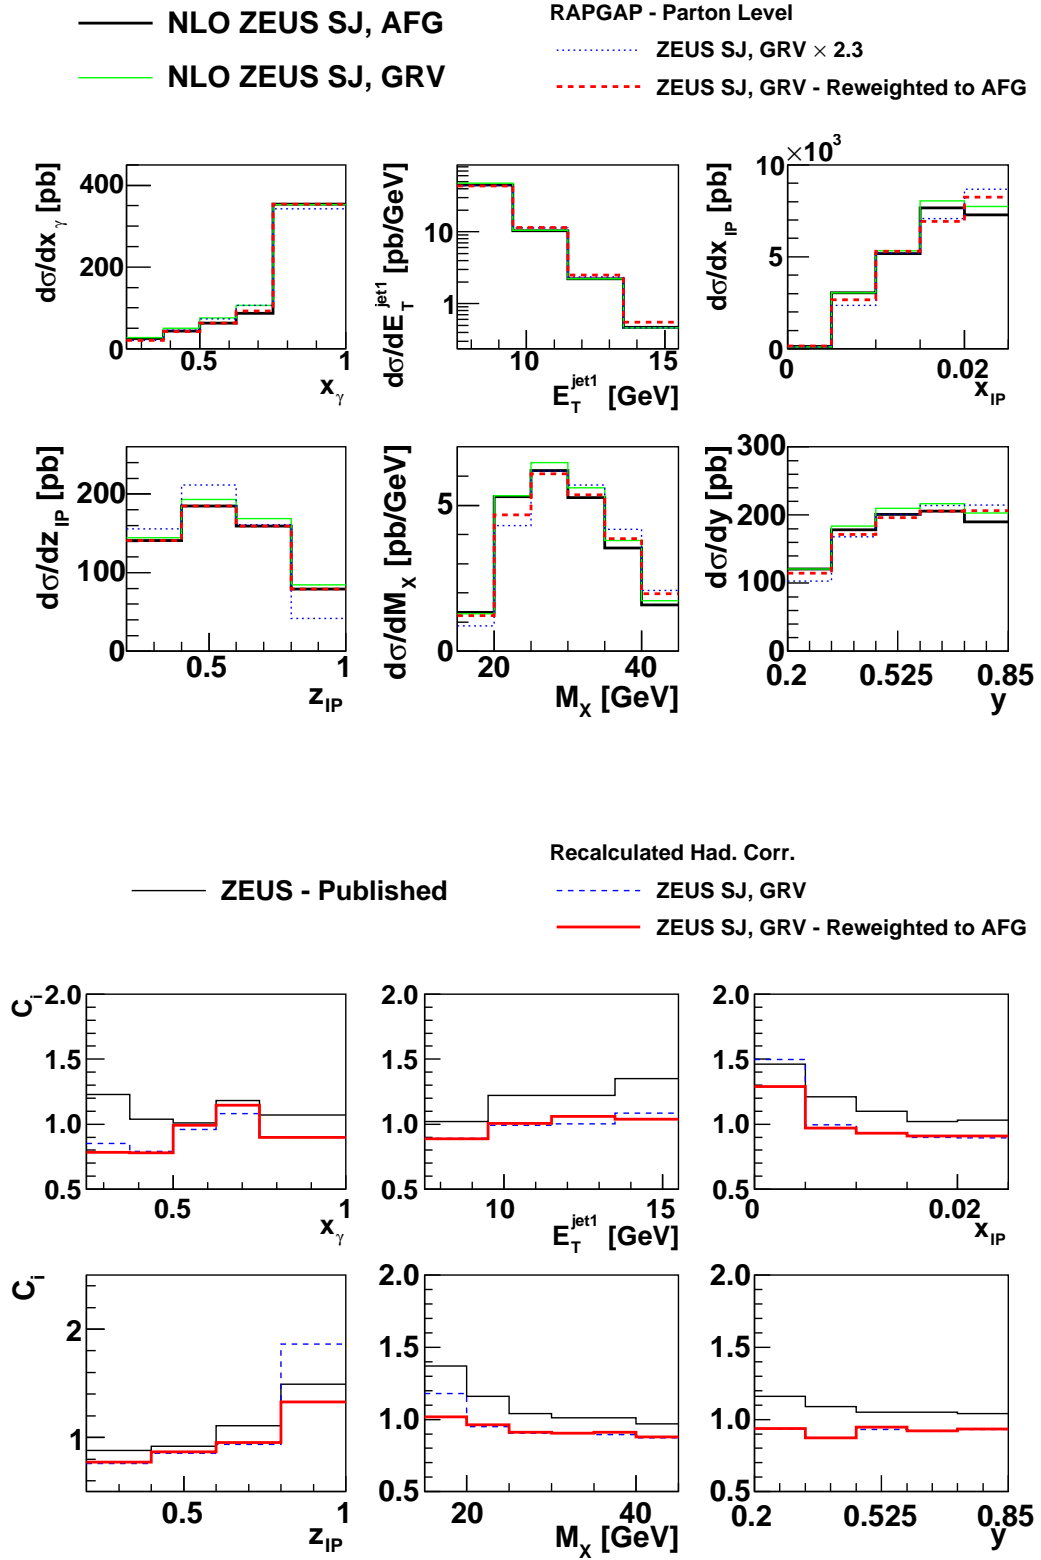 NLO ZEUS SJ, AFG
NLO ZEUS SJ, GRV
RAPGAP - Parton Level
ZEUS SJ, GRV × 2.3
ZEUS SJ, GRV - Reweighted to AFG
dσ/dx_γ [pb]
400
200
0
0.5
1
x_γ
dσ/dE_T^jet1 [pb/GeV]
10
1
10
15
E_T^jet1 [GeV]
×10³
dσ/dx_IP [pb]
10
5
0
0
0.02
x_IP
dσ/dz_IP [pb]
200
100
0
0.5
1
z_IP
dσ/dM_X [pb/GeV]
5
0
20
40
M_X [GeV]
dσ/dy [pb]
300
200
100
0
0.2
0.525
0.85
y
ZEUS - Published
Recalculated Had. Corr.
ZEUS SJ, GRV
ZEUS SJ, GRV - Reweighted to AFG
C_i
2.0
1.5
1.0
0.5
0.5
1
x_γ
2.0
1.5
1.0
0.5
10
15
E_T^jet1 [GeV]
2.0
1.5
1.0
0.5
0
0.02
x_IP
C_i
2
1
0.5
1
z_IP
2.0
1.5
1.0
0.5
20
40
M_X [GeV]
2.0
1.5
1.0
0.5
0.2
0.525
0.85
y